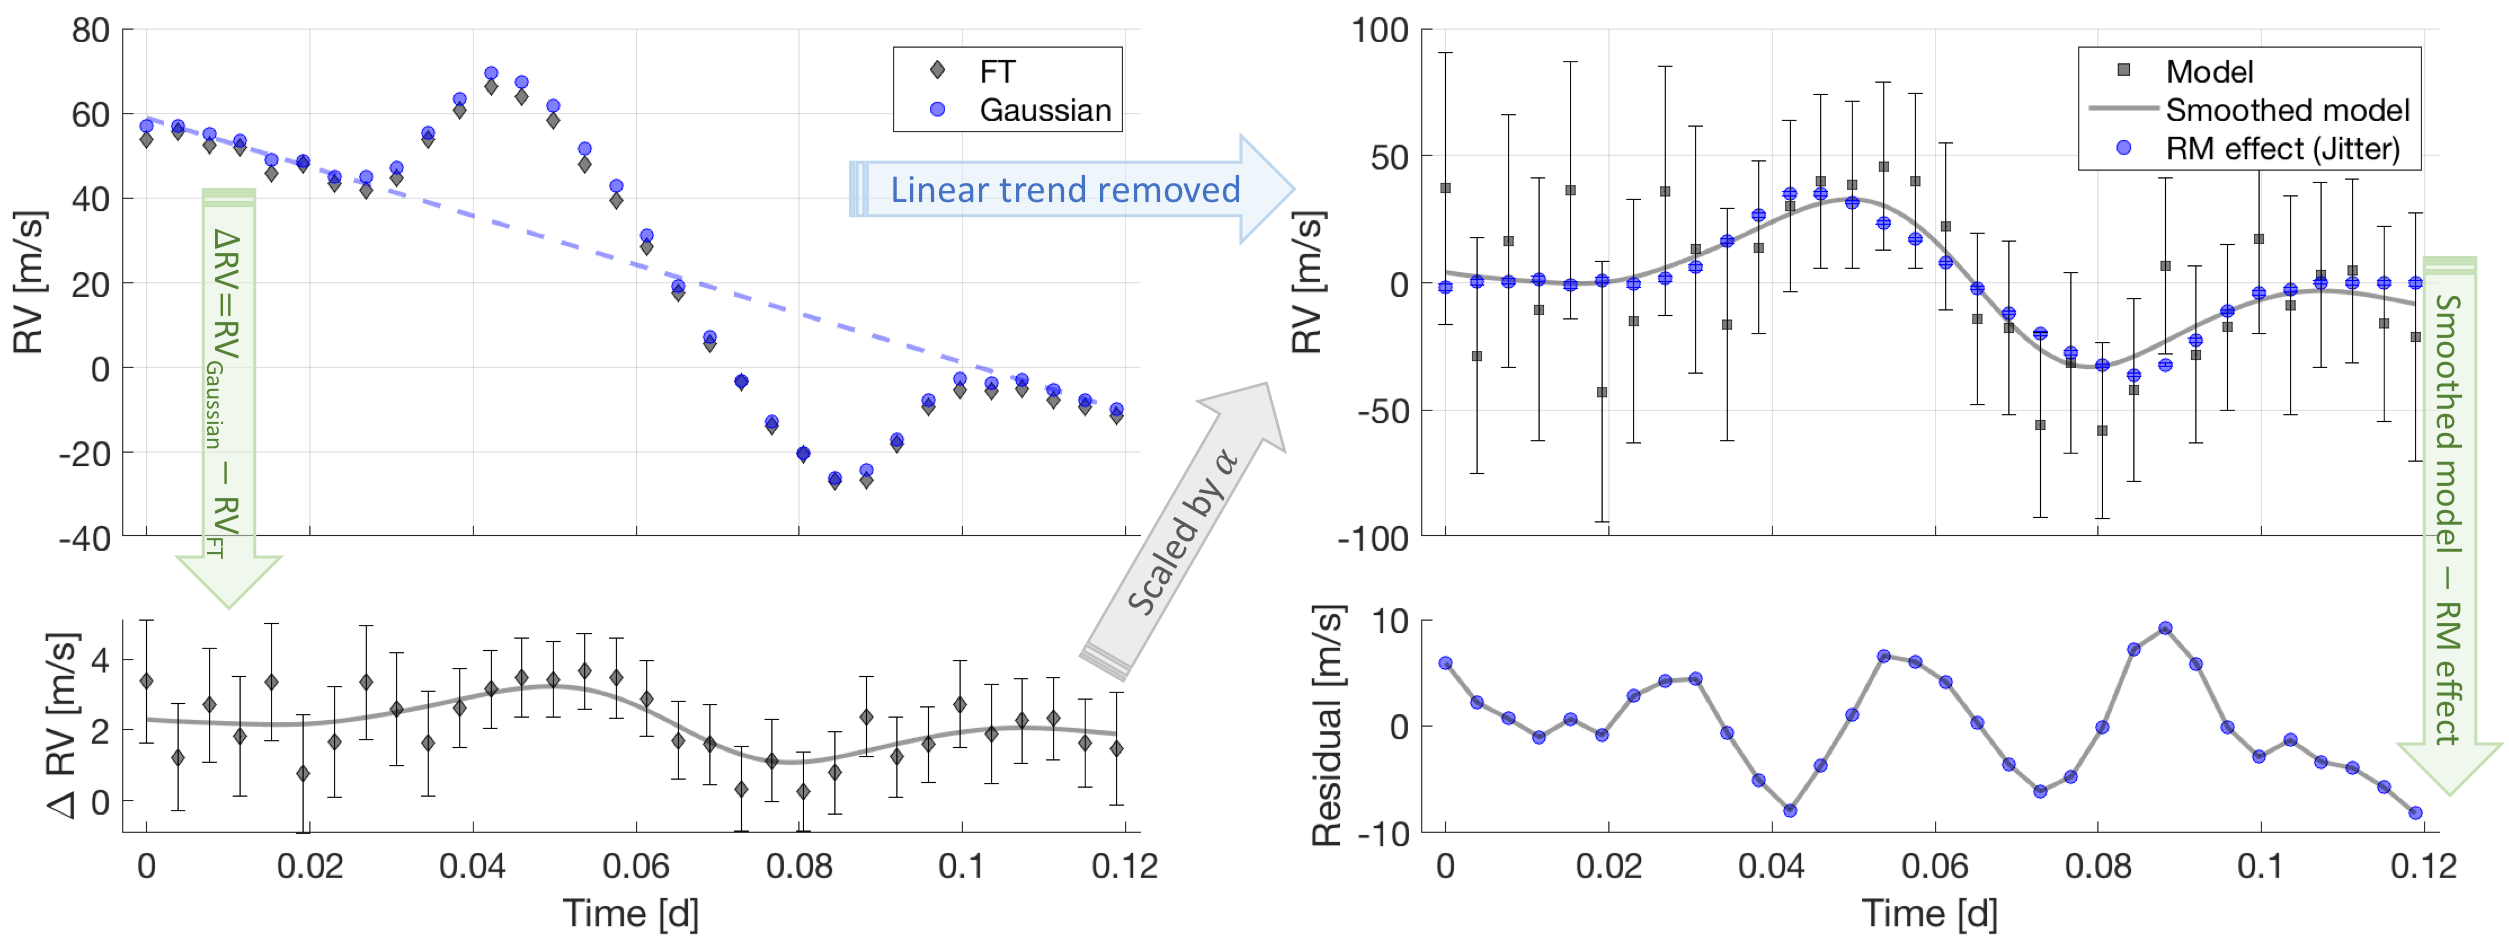 80
60
40
20
0
-20
-40
RV [m/s]
FT
Gaussian
ΔRV=RV_Gaussian − RV_FT
Linear trend removed
100
50
0
-50
-100
RV [m/s]
Model
Smoothed model
RM effect (Jitter)
Scaled by α
Smoothed model − RM effect
4
2
0
Δ RV [m/s]
0 0.02 0.04 0.06 0.08 0.1 0.12
Time [d]
10
0
-10
Residual [m/s]
0 0.02 0.04 0.06 0.08 0.1 0.12
Time [d]